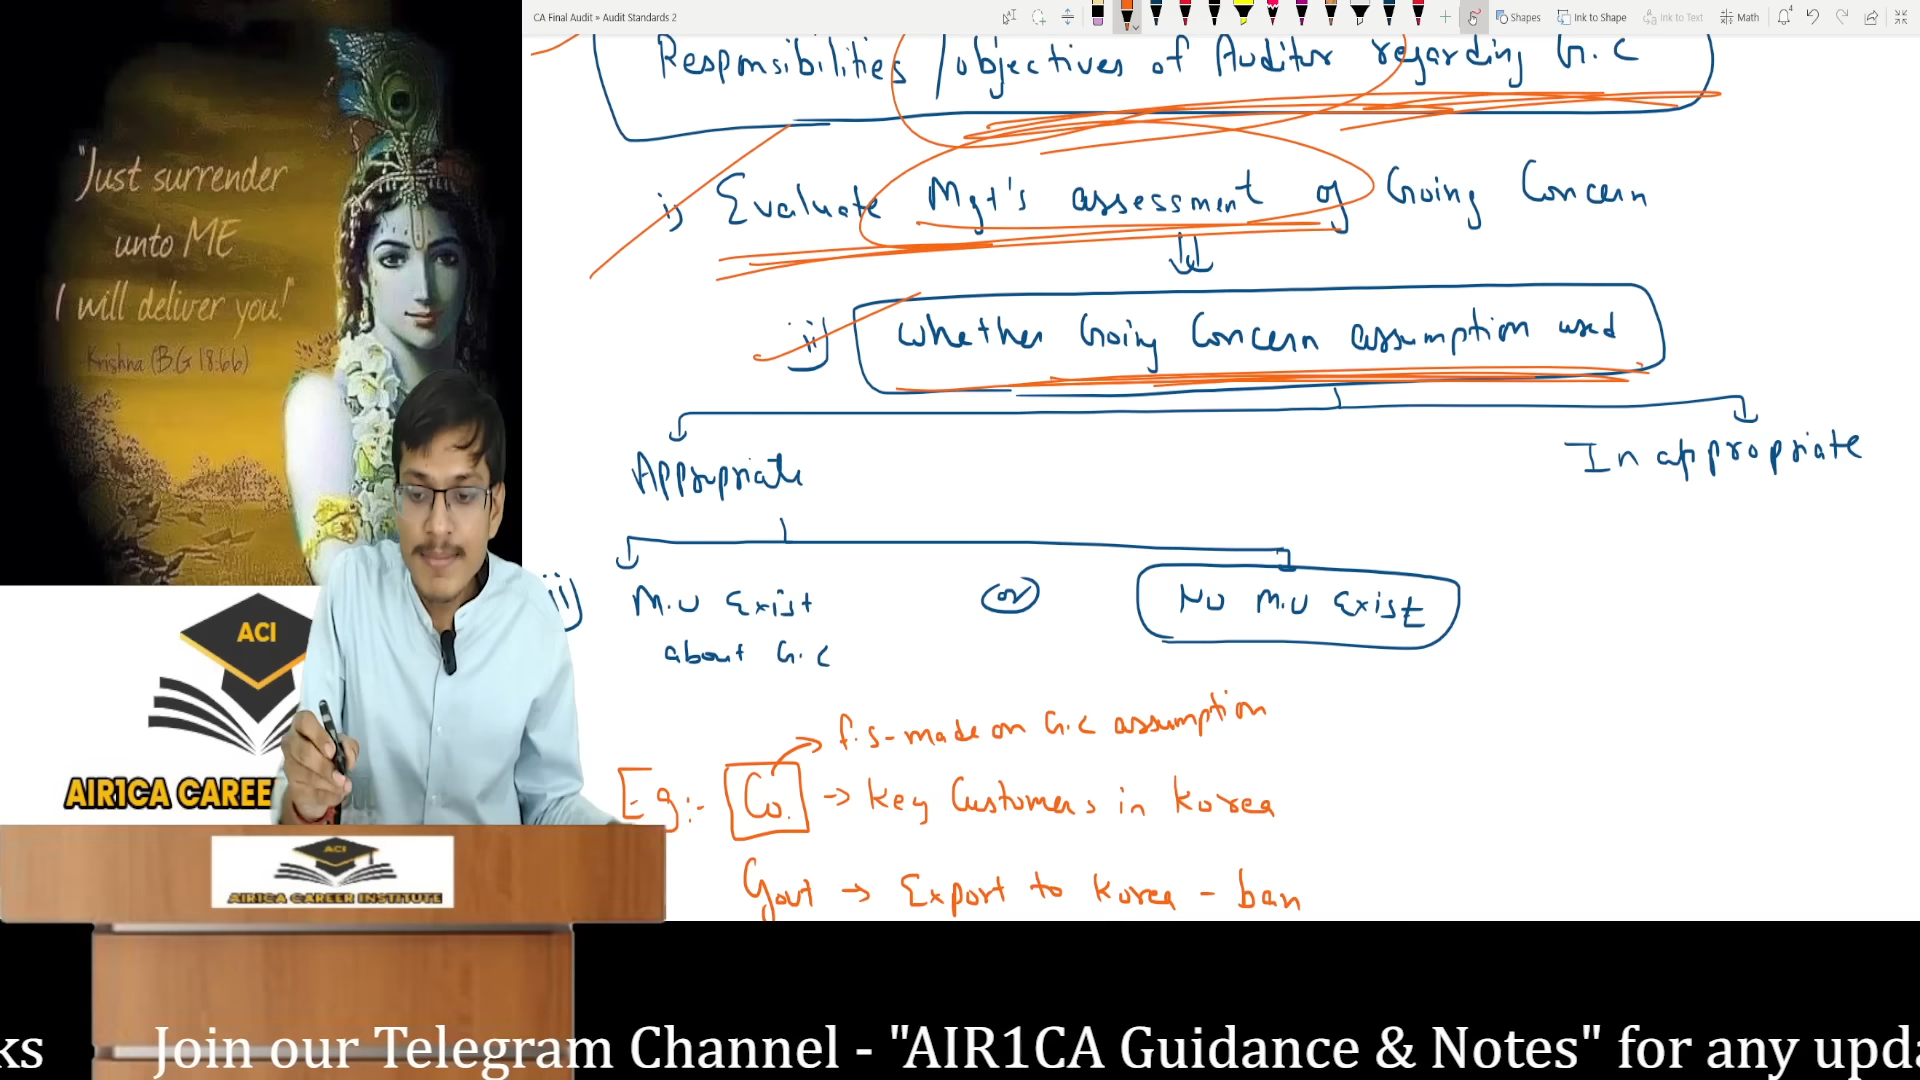 CA Final Audit » Audit Standards 2
Shapes
Ink to Shape
Ink to Text
Math
Responsibilities / objectives of Auditor regarding G.C
i) Evaluate Mgt's assessment of Going Concern
ii) Whether Going Concern assumption used
Appropriate
Inappropriate
M.U Exist
about G.C
or
No M.U Exist
f.s-made on G.C assumption
Eg:- Co. → Key Customers in Korea
Govt → Export to Korea - ban
"Just surrender
unto ME
I will deliver you!"
Krishna (B.G 18:66)
ACI
AIR1CA CAREE
ACI
AIR1CA CAREER INSTITUTE
ks Join our Telegram Channel - "AIR1CA Guidance & Notes" for any upda